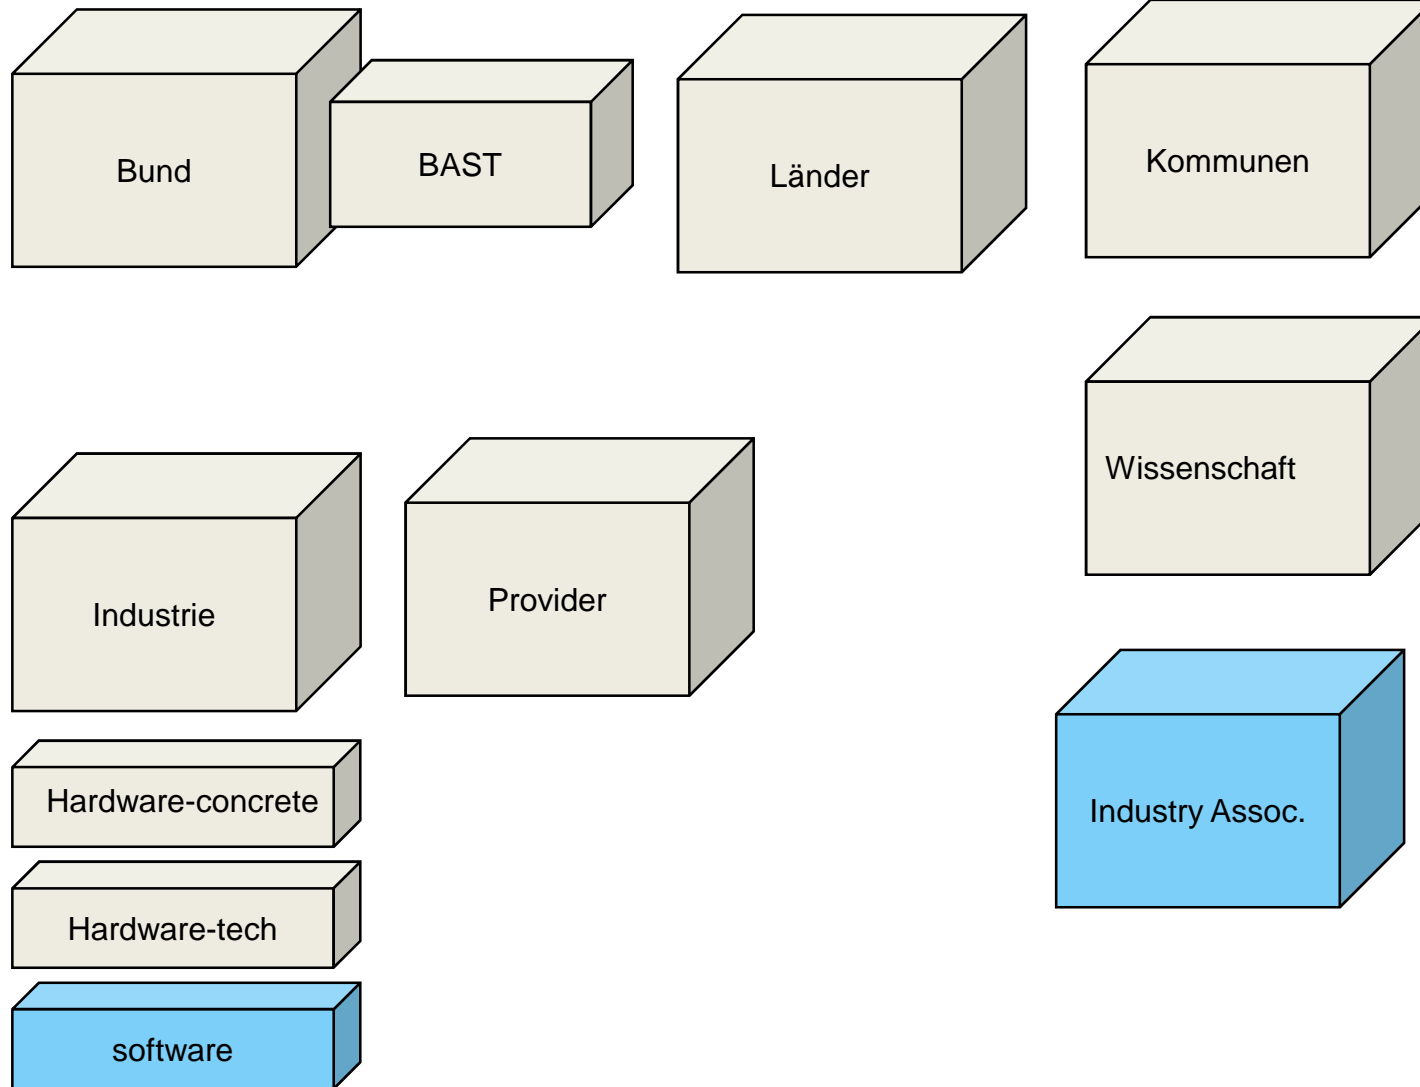 Bund
BAST
Länder
Kommunen
Wissenschaft
Industrie
Provider
Industry Assoc.
Hardware-concrete
Hardware-tech
software